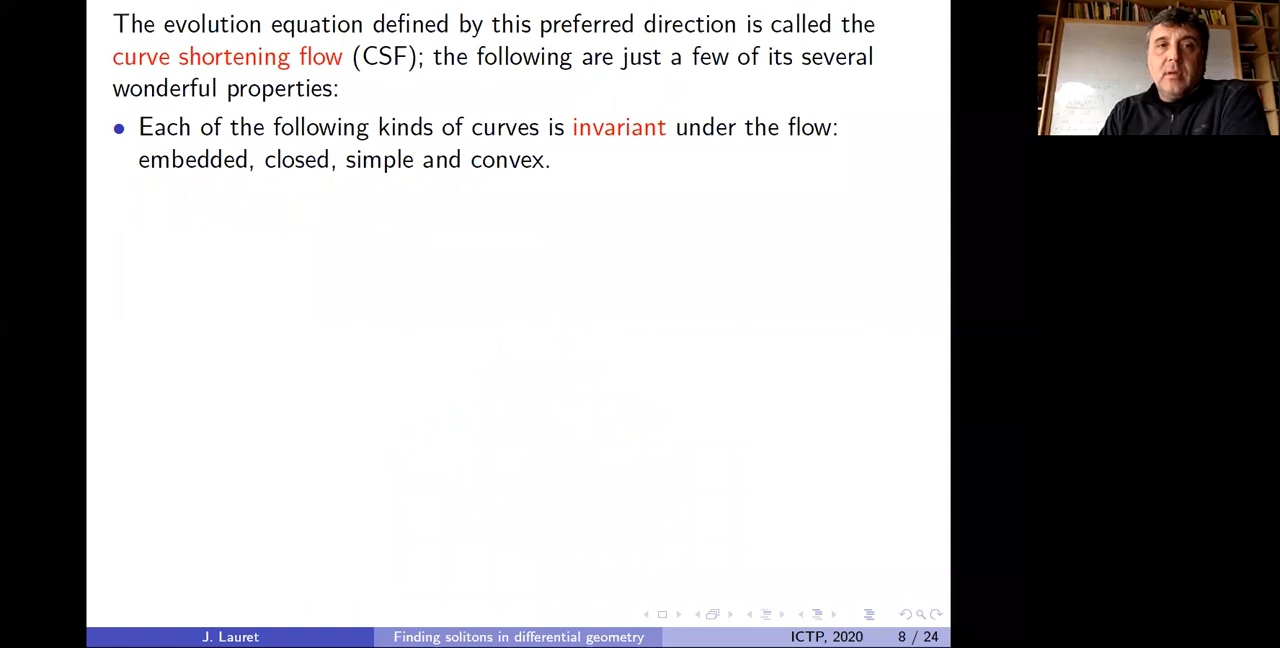 The evolution equation defined by this preferred direction is called the
curve shortening flow (CSF); the following are just a few of its several
wonderful properties:
• Each of the following kinds of curves is invariant under the flow:
embedded, closed, simple and convex.
J. Lauret
Finding solitons in differential geometry
ICTP, 2020
8 / 24